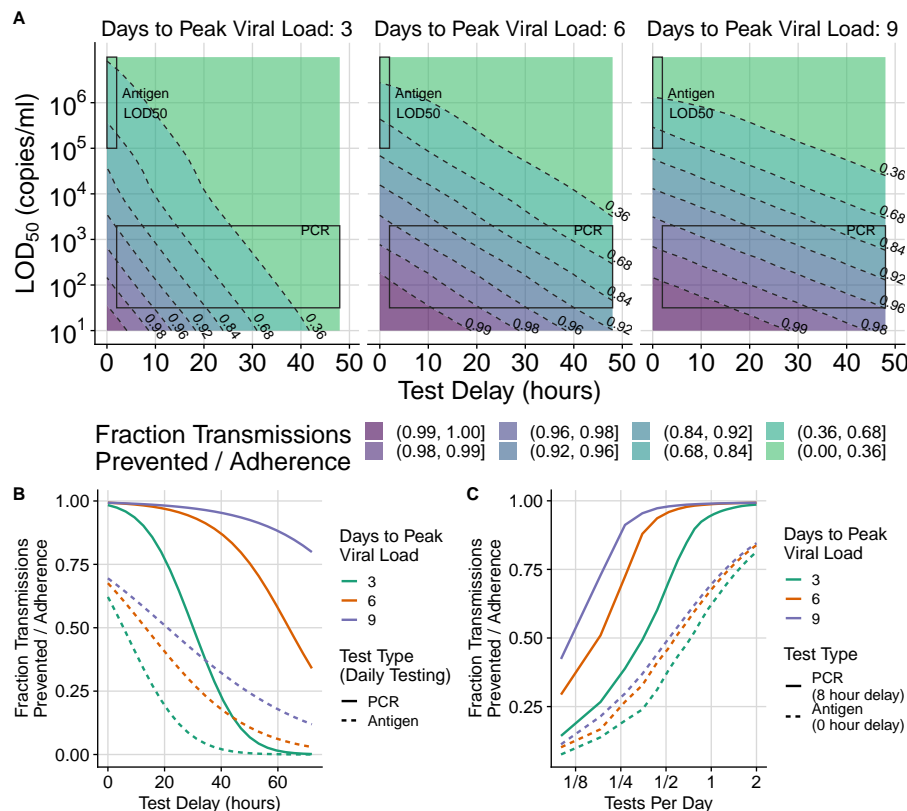 A
Days to Peak Viral Load: 3
Days to Peak Viral Load: 6
Days to Peak Viral Load: 9
LOD50 (copies/ml)
10^6
10^5
10^4
10^3
10^2
10^1
Antigen
LOD50
PCR
0.98
0.96
0.92
0.84
0.68
0.36
Antigen
LOD50
PCR
0.36
0.68
0.84
0.92
0.96
0.98
0.99
Antigen
LOD50
PCR
0.36
0.68
0.84
0.92
0.96
0.98
0.99
0 10 20 30 40 50
0 10 20 30 40 50
0 10 20 30 40 50
Test Delay (hours)
Fraction Transmissions
Prevented / Adherence
(0.99, 1.00] (0.96, 0.98] (0.84, 0.92] (0.36, 0.68]
(0.98, 0.99] (0.92, 0.96] (0.68, 0.84] (0.00, 0.36]
B
Fraction Transmissions
Prevented / Adherence
1.00
0.75
0.50
0.25
0.00
0 20 40 60
Test Delay (hours)
Days to Peak
Viral Load
3
6
9
Test Type
(Daily Testing)
PCR
Antigen
C
Fraction Transmissions
Prevented / Adherence
1.00
0.75
0.50
0.25
1/8 1/4 1/2 1 2
Tests Per Day
Days to Peak
Viral Load
3
6
9
Test Type
PCR
(8 hour delay)
Antigen
(0 hour delay)